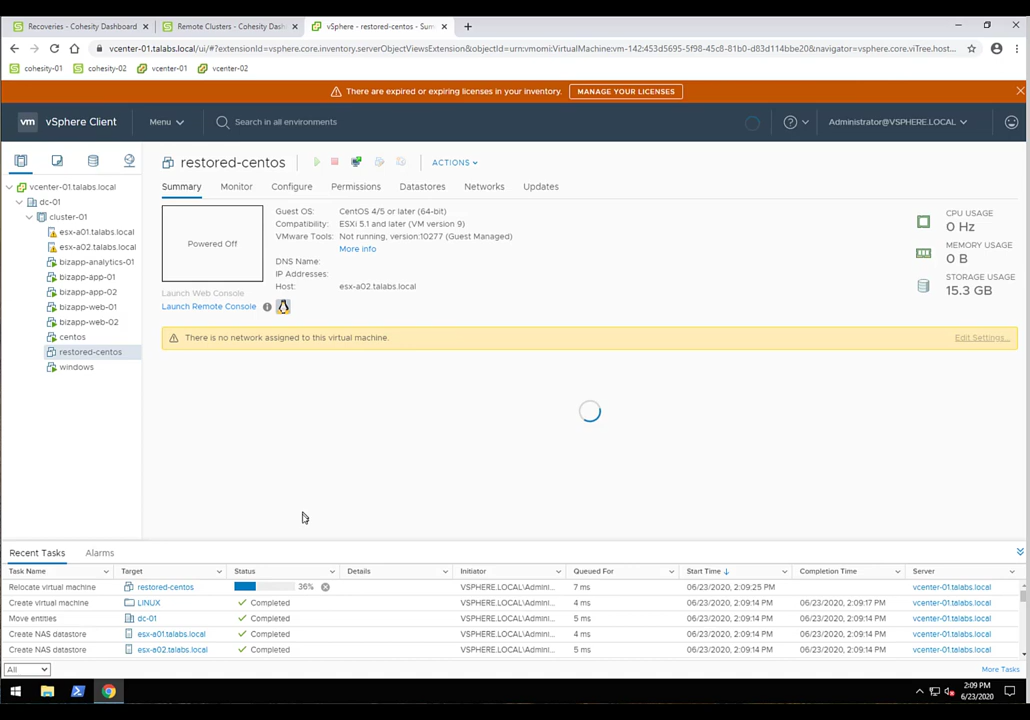 Recoveries - Cohesity Dashboard
Remote Clusters - Cohesity Dash
vSphere - restored-centos - Sum
vcenter-01.talabs.local/ui/#?extensionId=vsphere.core.inventory.serverObjectViewsExtension&objectId=urn:vmomi:VirtualMachine:vm-142:453d5695-5f98-45c8-81b0-d83d114bbe20&navigator=vsphere.core.viTree.host...
cohesity-01 cohesity-02 vcenter-01 vcenter-02
There are expired or expiring licenses in your inventory. MANAGE YOUR LICENSES
vm vSphere Client Menu Search in all environments Administrator@VSPHERE.LOCAL
restored-centos ACTIONS
vcenter-01.talabs.local
dc-01
cluster-01
esx-a01.talabs.local
esx-a02.talabs.local
bizapp-analytics-01
bizapp-app-01
bizapp-app-02
bizapp-web-01
bizapp-web-02
centos
restored-centos
windows
Summary Monitor Configure Permissions Datastores Networks Updates
Powered Off
Guest OS: CentOS 4/5 or later (64-bit)
Compatibility: ESXi 5.1 and later (VM version 9)
VMware Tools: Not running, version:10277 (Guest Managed)
More info
DNS Name:
IP Addresses:
Host: esx-a02.talabs.local
Launch Web Console
Launch Remote Console
CPU USAGE
0 Hz
MEMORY USAGE
0 B
STORAGE USAGE
15.3 GB
There is no network assigned to this virtual machine. Edit Settings...
Recent Tasks Alarms
Task Name Target Status Details Initiator Queued For Start Time Completion Time Server
Relocate virtual machine restored-centos 36% VSPHERE.LOCAL\Admini... 7 ms 06/23/2020, 2:09:25 PM vcenter-01.talabs.local
Create virtual machine LINUX Completed VSPHERE.LOCAL\Admini... 4 ms 06/23/2020, 2:09:14 PM 06/23/2020, 2:09:17 PM vcenter-01.talabs.local
Move entities dc-01 Completed VSPHERE.LOCAL\Admini... 5 ms 06/23/2020, 2:09:14 PM 06/23/2020, 2:09:14 PM vcenter-01.talabs.local
Create NAS datastore esx-a01.talabs.local Completed VSPHERE.LOCAL\Admini... 4 ms 06/23/2020, 2:09:14 PM 06/23/2020, 2:09:14 PM vcenter-01.talabs.local
Create NAS datastore esx-a02.talabs.local Completed VSPHERE.LOCAL\Admini... 5 ms 06/23/2020, 2:09:14 PM 06/23/2020, 2:09:14 PM vcenter-01.talabs.local
All More Tasks
2:09 PM
6/23/2020